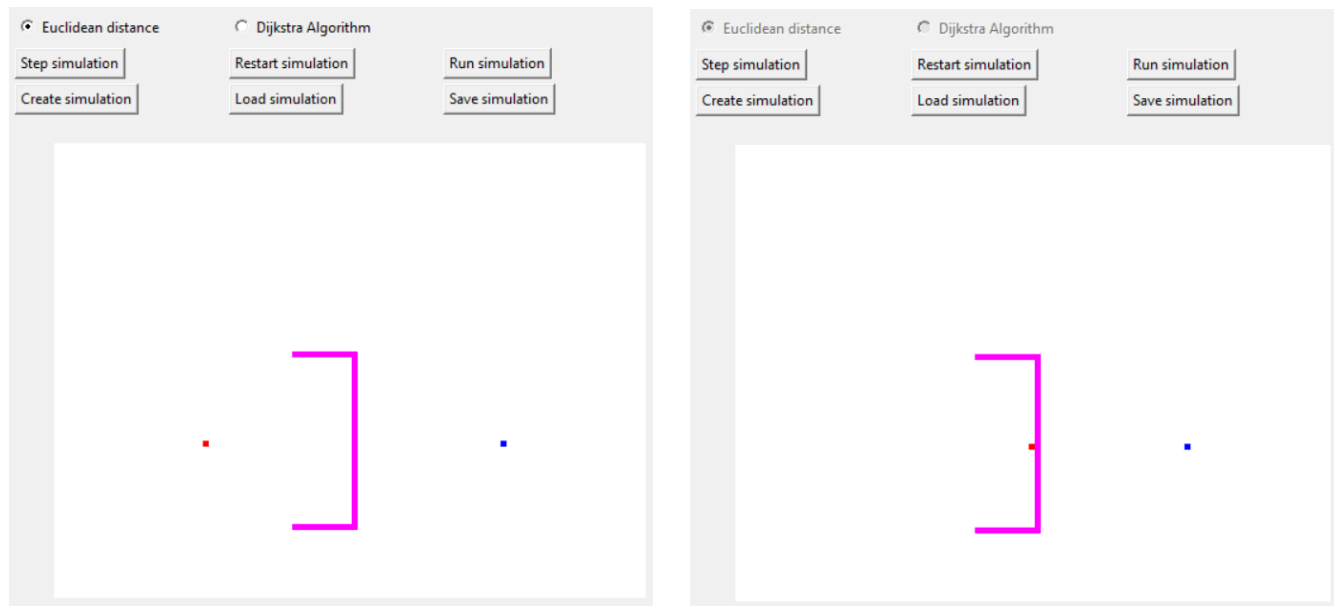 Euclidean distance Dijkstra Algorithm
Step simulation Restart simulation Run simulation
Create simulation Load simulation Save simulation
Euclidean distance Dijkstra Algorithm
Step simulation Restart simulation Run simulation
Create simulation Load simulation Save simulation